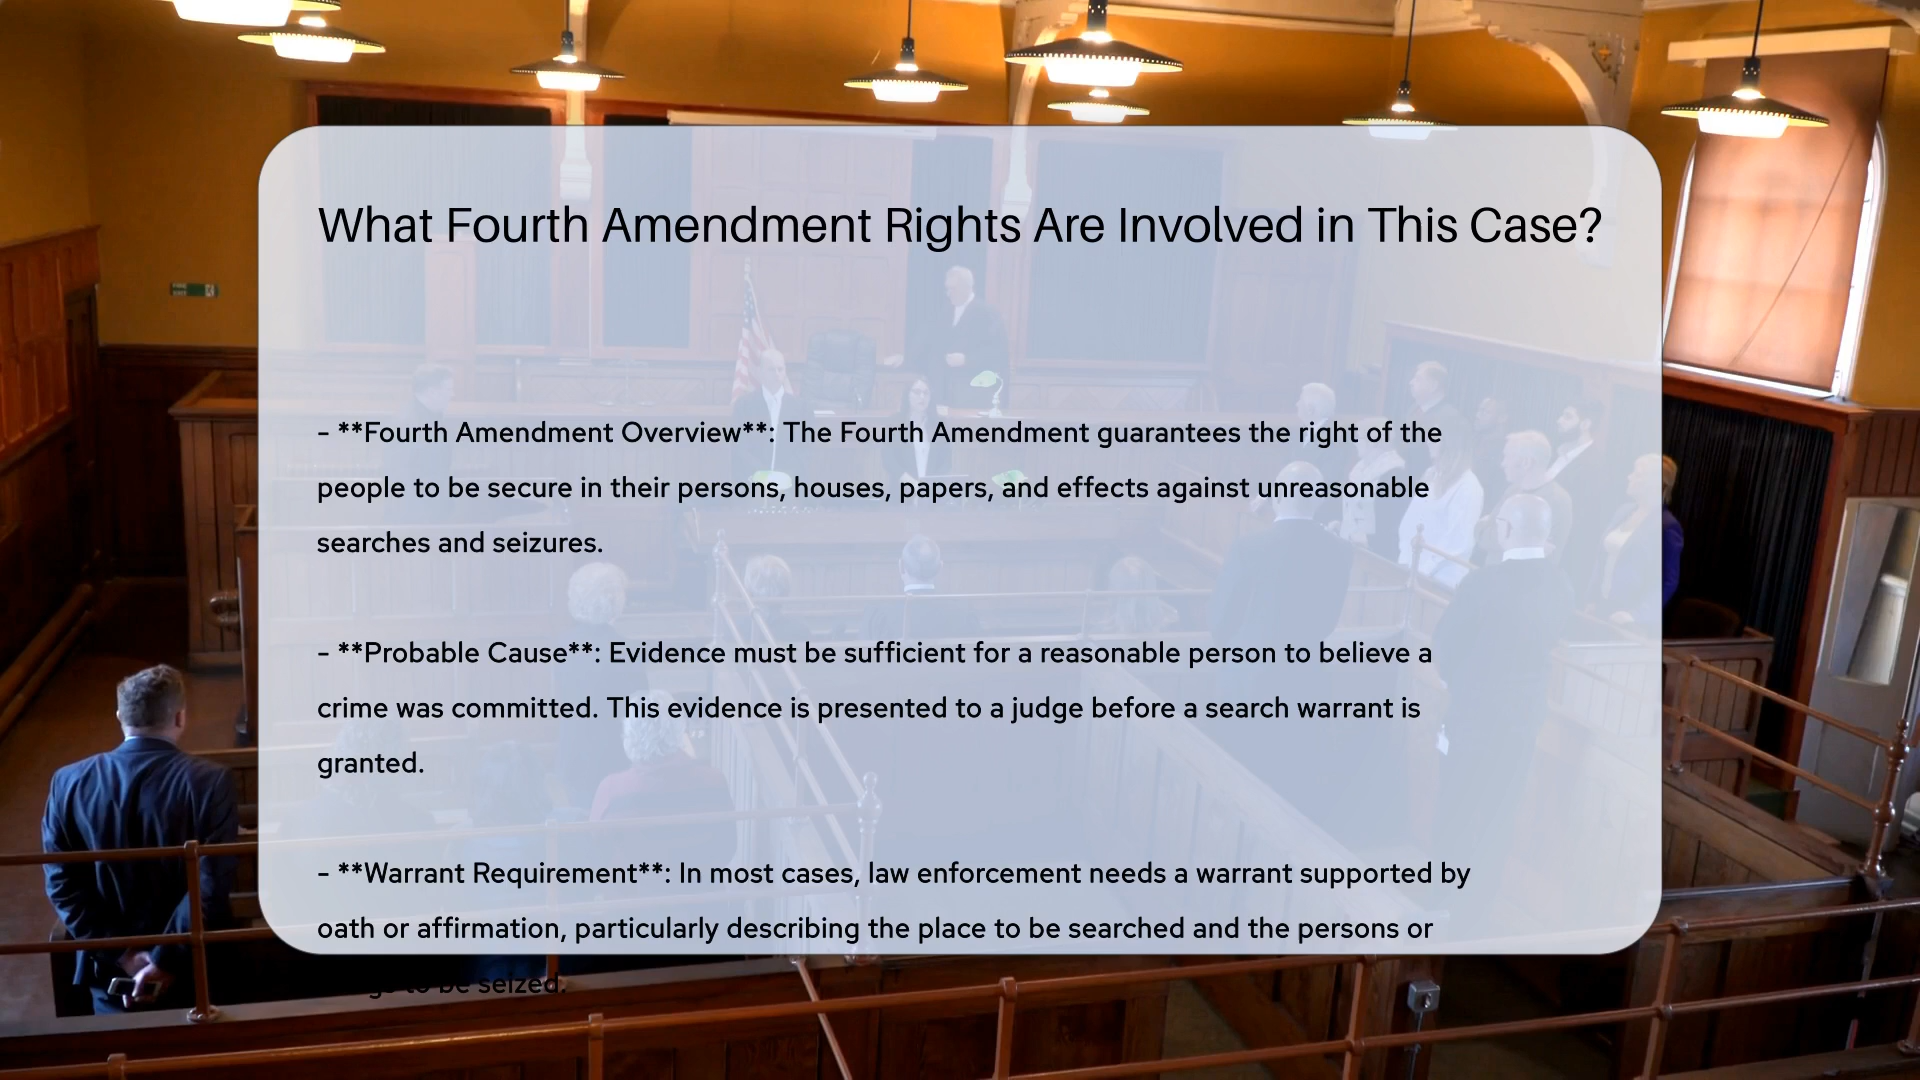 What Fourth Amendment Rights Are Involved in This Case?
- **Fourth Amendment Overview**: The Fourth Amendment guarantees the right of the
people to be secure in their persons, houses, papers, and effects against unreasonable
searches and seizures.
- **Probable Cause**: Evidence must be sufficient for a reasonable person to believe a
crime was committed. This evidence is presented to a judge before a search warrant is
granted.
- **Warrant Requirement**: In most cases, law enforcement needs a warrant supported by
oath or affirmation, particularly describing the place to be searched and the persons or
to be seized.